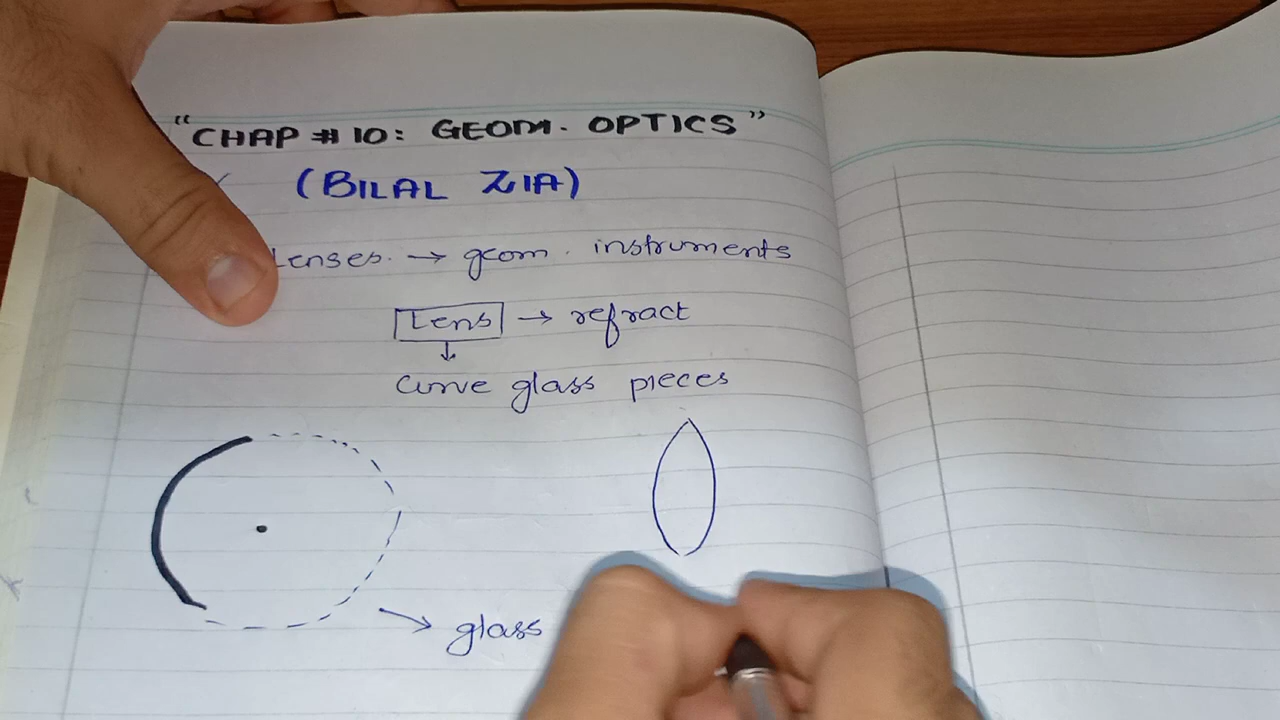 "CHAP # 10: GEOM. OPTICS"
(BILAL ZIA)
Lenses. → geom. instruments
Lens → refract
↓
Curve glass pieces
→ glass